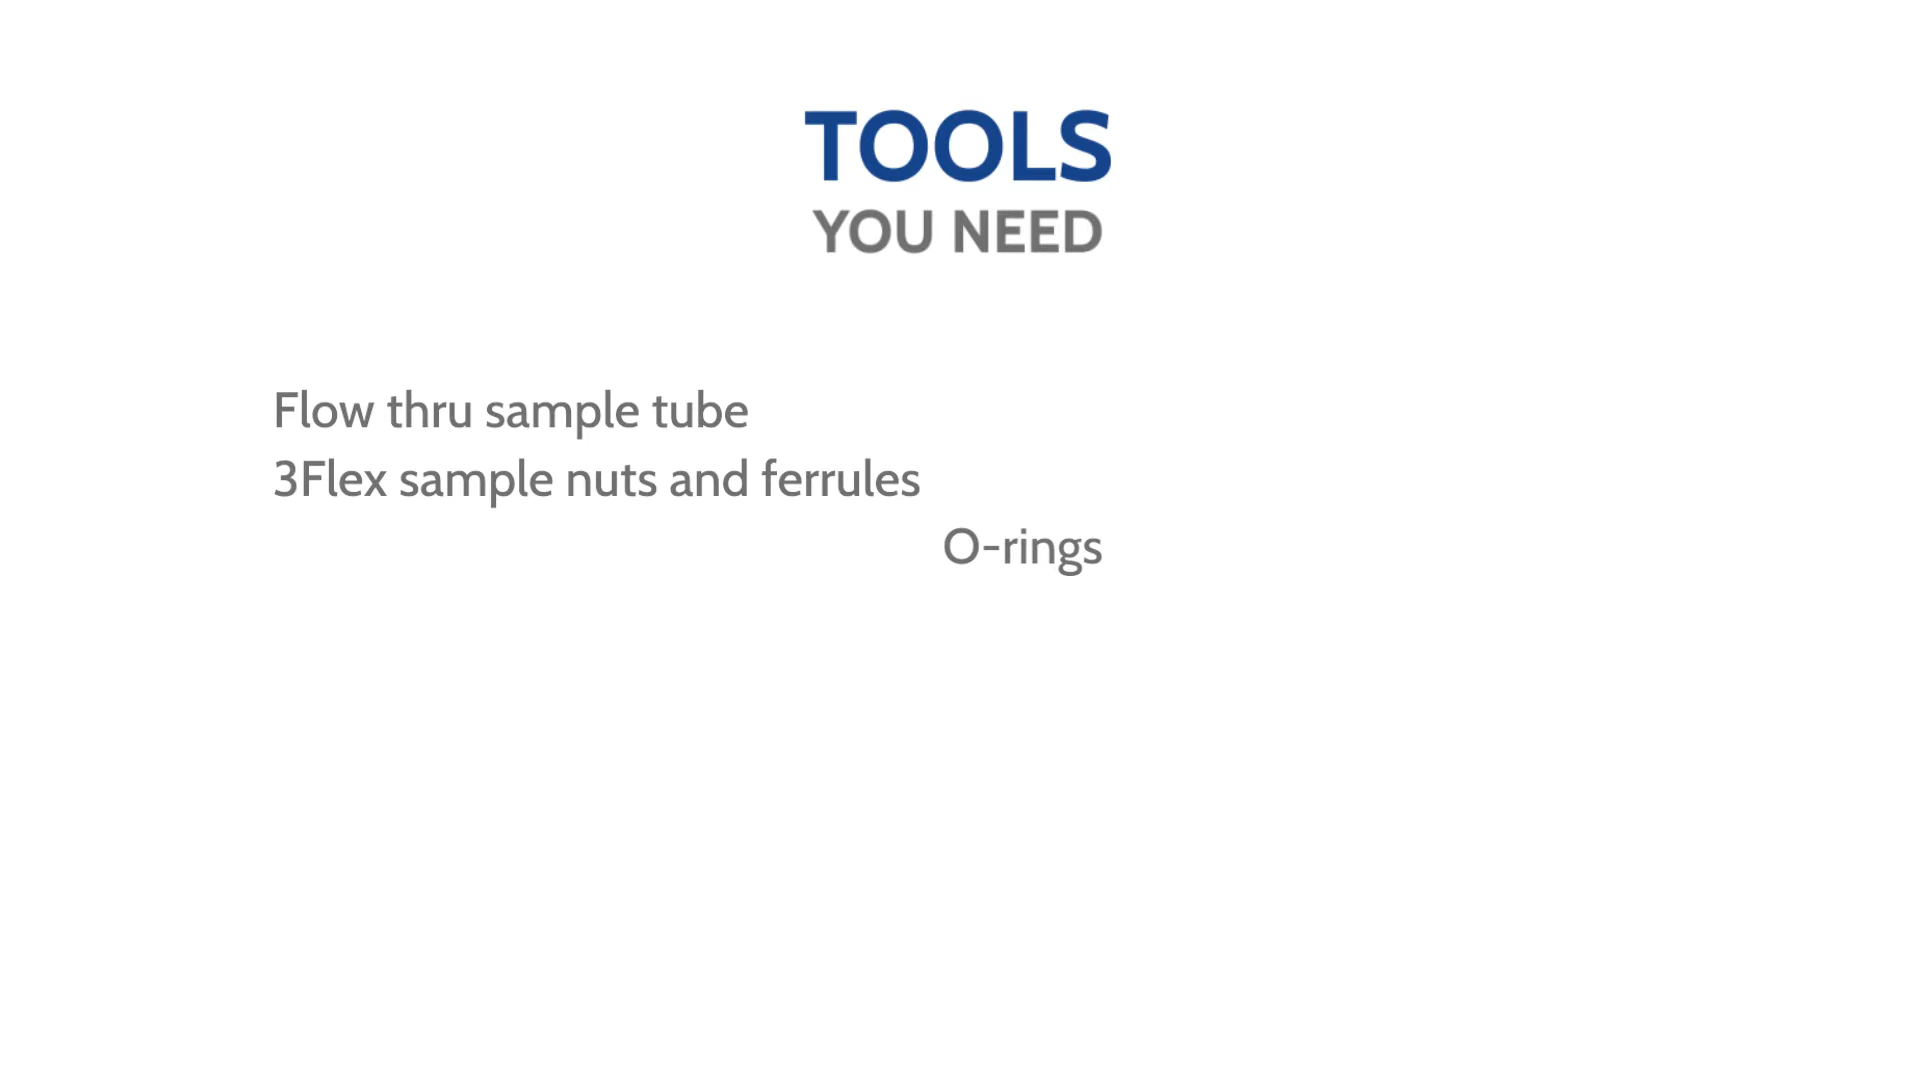 TOOLS
YOU NEED
Flow thru sample tube
3Flex sample nuts and ferrules
O-rings